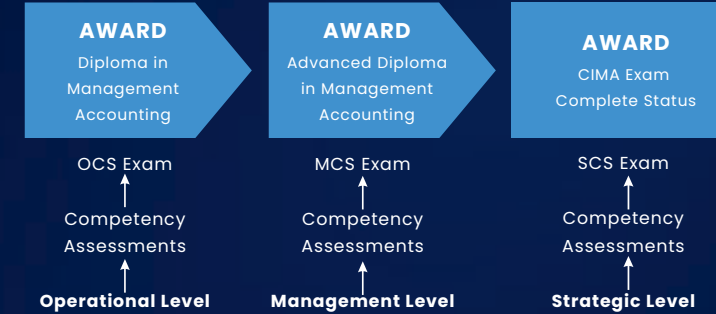 AWARD
Diploma in
Management
Accounting
AWARD
Advanced Diploma
in Management
Accounting
AWARD
CIMA Exam
Complete Status
OCS Exam
MCS Exam
SCS Exam
Competency
Assessments
Competency
Assessments
Competency
Assessments
Operational Level
Management Level
Strategic Level